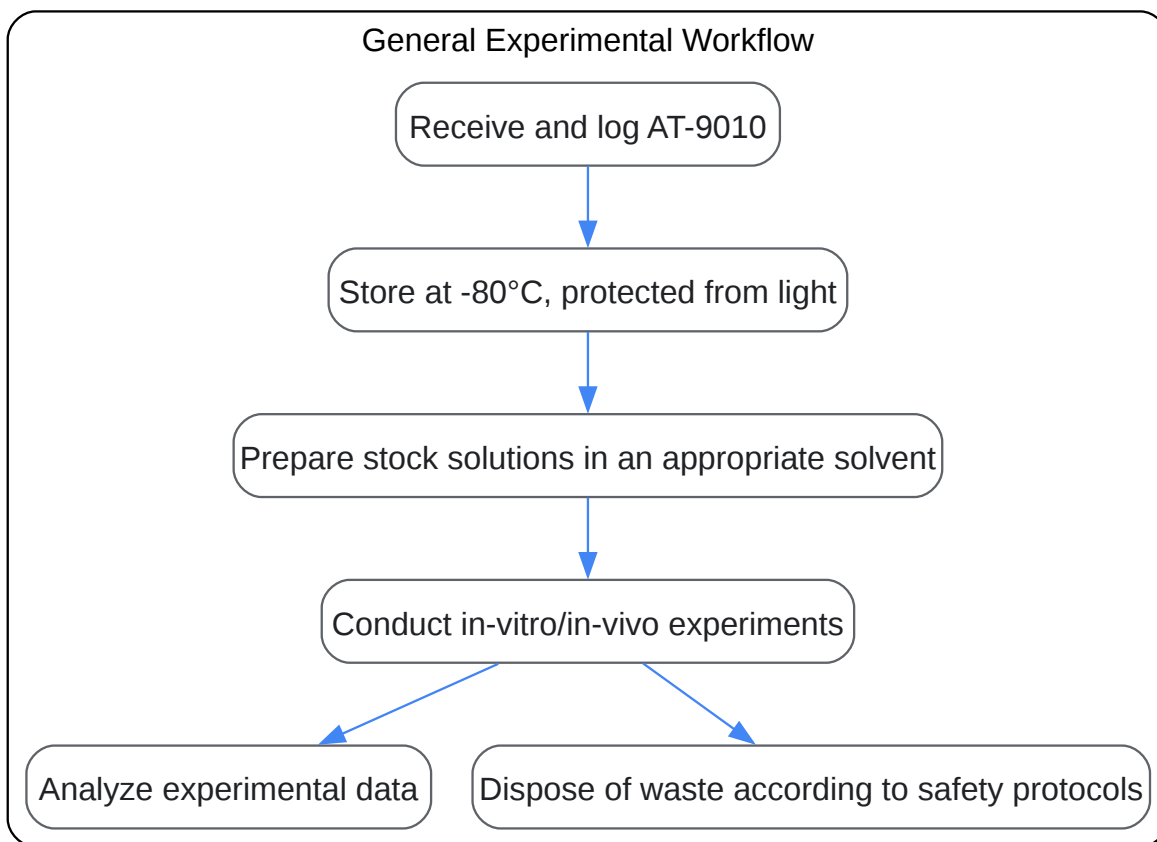 General Experimental Workflow
Receive and log AT-9010
Store at -80°C, protected from light
Prepare stock solutions in an appropriate solvent
Conduct in-vitro/in-vivo experiments
Analyze experimental data
Dispose of waste according to safety protocols